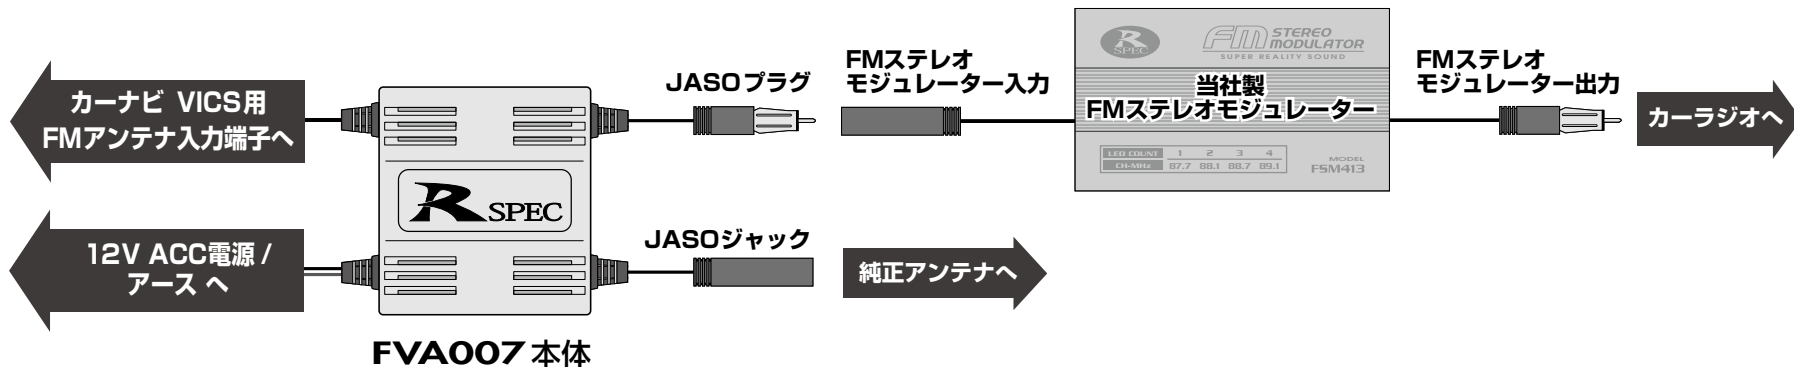 カーナビ VICS用
FMアンテナ入力端子へ
12V ACC電源 /
アース へ
R SPEC
FVA007 本体
JASOプラグ
JASOジャック
純正アンテナへ
FMステレオ
モジュレーター入力
R SPEC
FM STEREO MODULATOR
SUPER REALITY SOUND
当社製
FMステレオモジュレーター
LED COUNT 1 2 3 4
CH-MHz 87.7 88.1 88.7 89.1
MODEL
FSM413
FMステレオ
モジュレーター出力
カーラジオへ